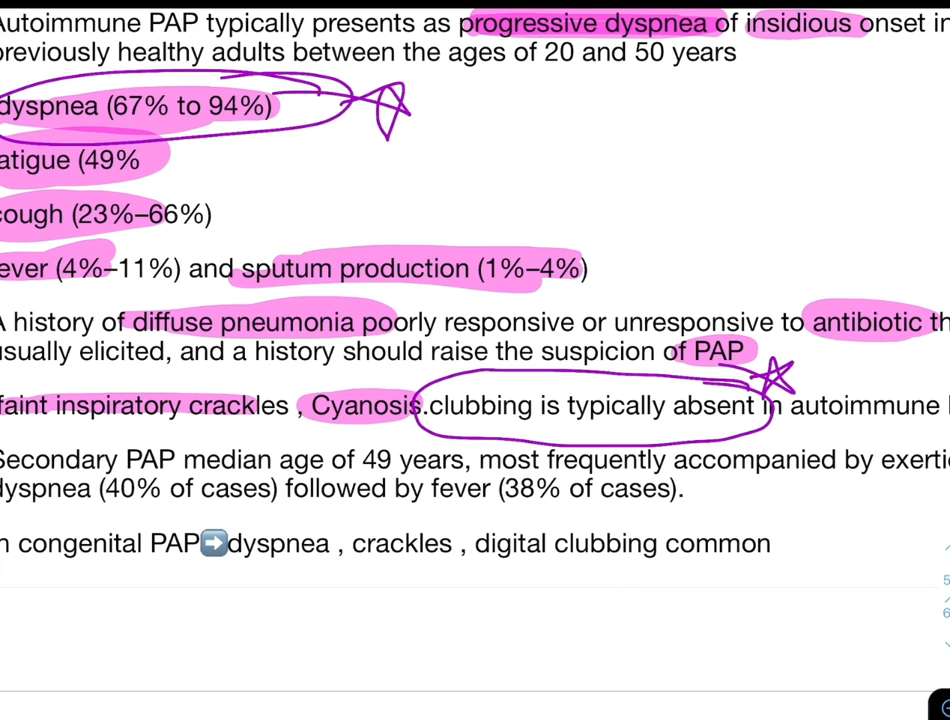 Autoimmune PAP typically presents as progressive dyspnea of insidious onset in
previously healthy adults between the ages of 20 and 50 years
dyspnea (67% to 94%)
atigue (49%
cough (23%–66%)
ever (4%–11%) and sputum production (1%–4%)
A history of diffuse pneumonia poorly responsive or unresponsive to antibiotic th
usually elicited, and a history should raise the suspicion of PAP
faint inspiratory crackles , Cyanosis.clubbing is typically absent in autoimmune
Secondary PAP median age of 49 years, most frequently accompanied by exerti
dyspnea (40% of cases) followed by fever (38% of cases).
n congenital PAP➡️dyspnea , crackles , digital clubbing common
5
6